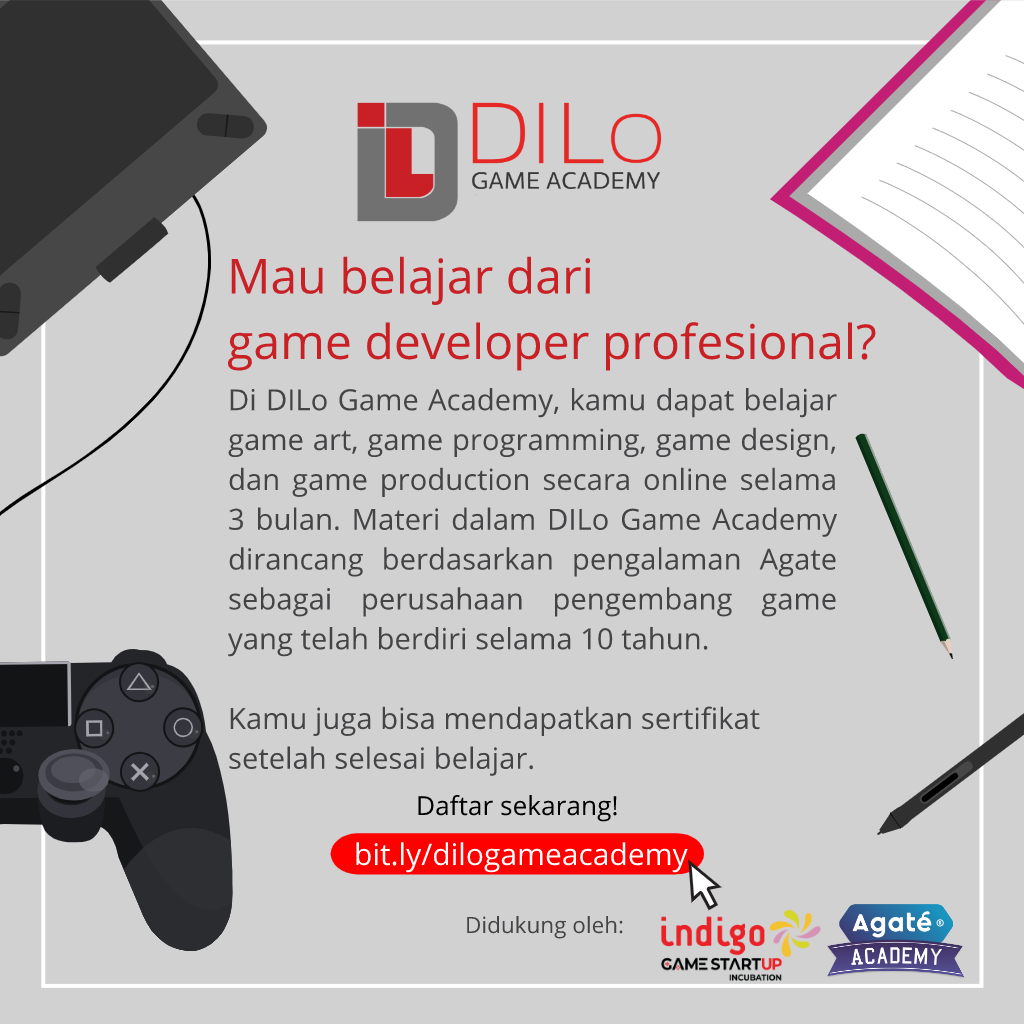 DILo
GAME ACADEMY
Mau belajar dari
game developer profesional?
Di DILo Game Academy, kamu dapat belajar
game art, game programming, game design,
dan game production secara online selama
3 bulan. Materi dalam DILo Game Academy
dirancang berdasarkan pengalaman Agate
sebagai perusahaan pengembang game
yang telah berdiri selama 10 tahun.
Kamu juga bisa mendapatkan sertifikat
setelah selesai belajar.
Daftar sekarang!
bit.ly/dilogameacademy
Didukung oleh:
indigo
GAME STARTUP
INCUBATION
Agaté®
ACADEMY